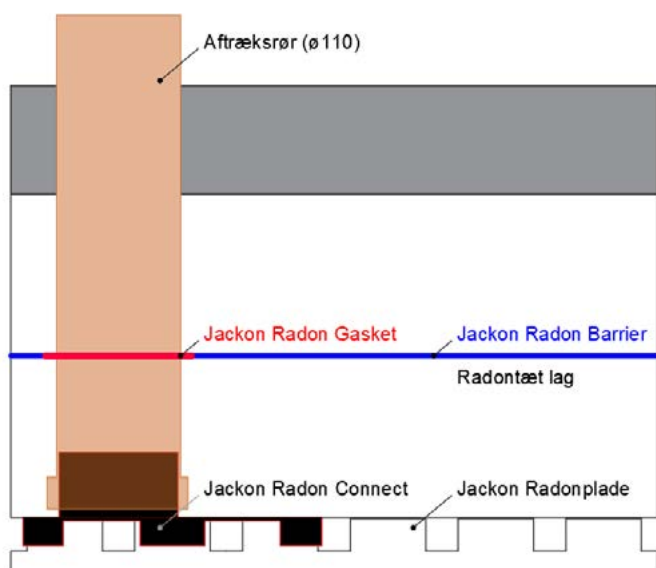 Aftræksrør (ø110)
Jackon Radon Gasket
Jackon Radon Barrier
Radontæt lag
Jackon Radon Connect
Jackon Radonplade